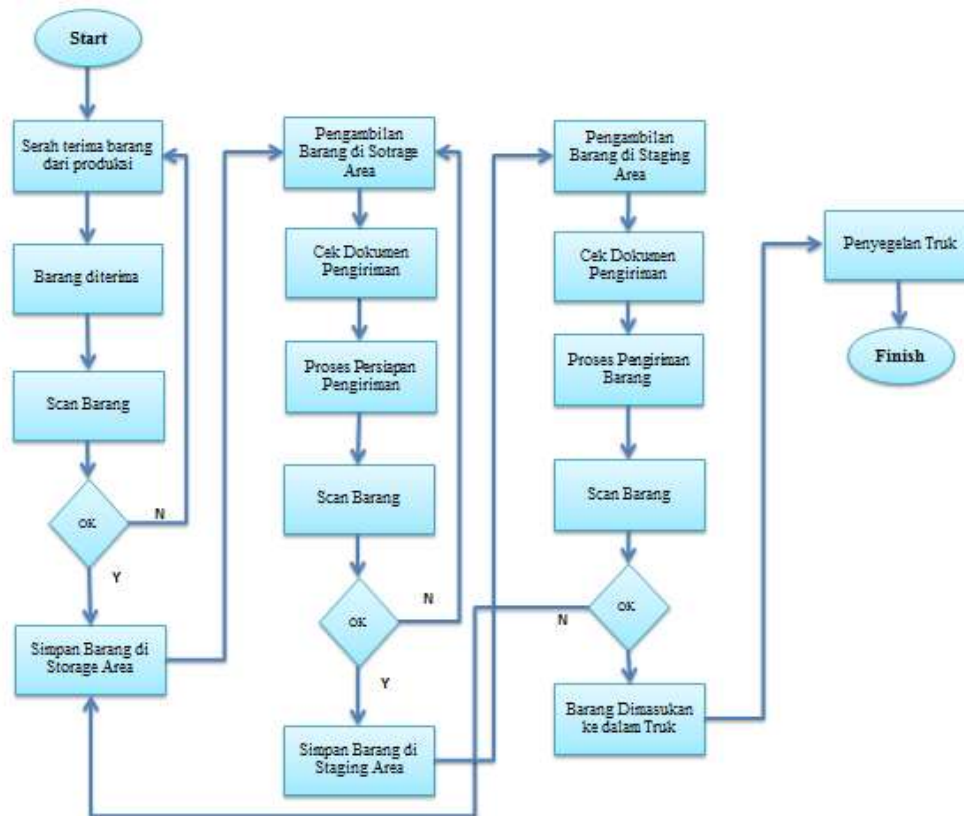 Start
Serah terima barang
dari produksi
Barang diterima
Scan Barang
OK
N
Y
Simpan Barang di
Storage Area
Pengambilan
Barang di Sotrage
Area
Cek Dokumen
Pengiriman
Proses Persiapan
Pengiriman
Scan Barang
OK
N
Y
Simpan Barang di
Staging Area
Pengambilan
Barang di Staging
Area
Cek Dokumen
Pengiriman
Proses Pengiriman
Barang
Scan Barang
OK
N
Barang Dimasukan
ke dalam Truk
Penyegelan Truk
Finish